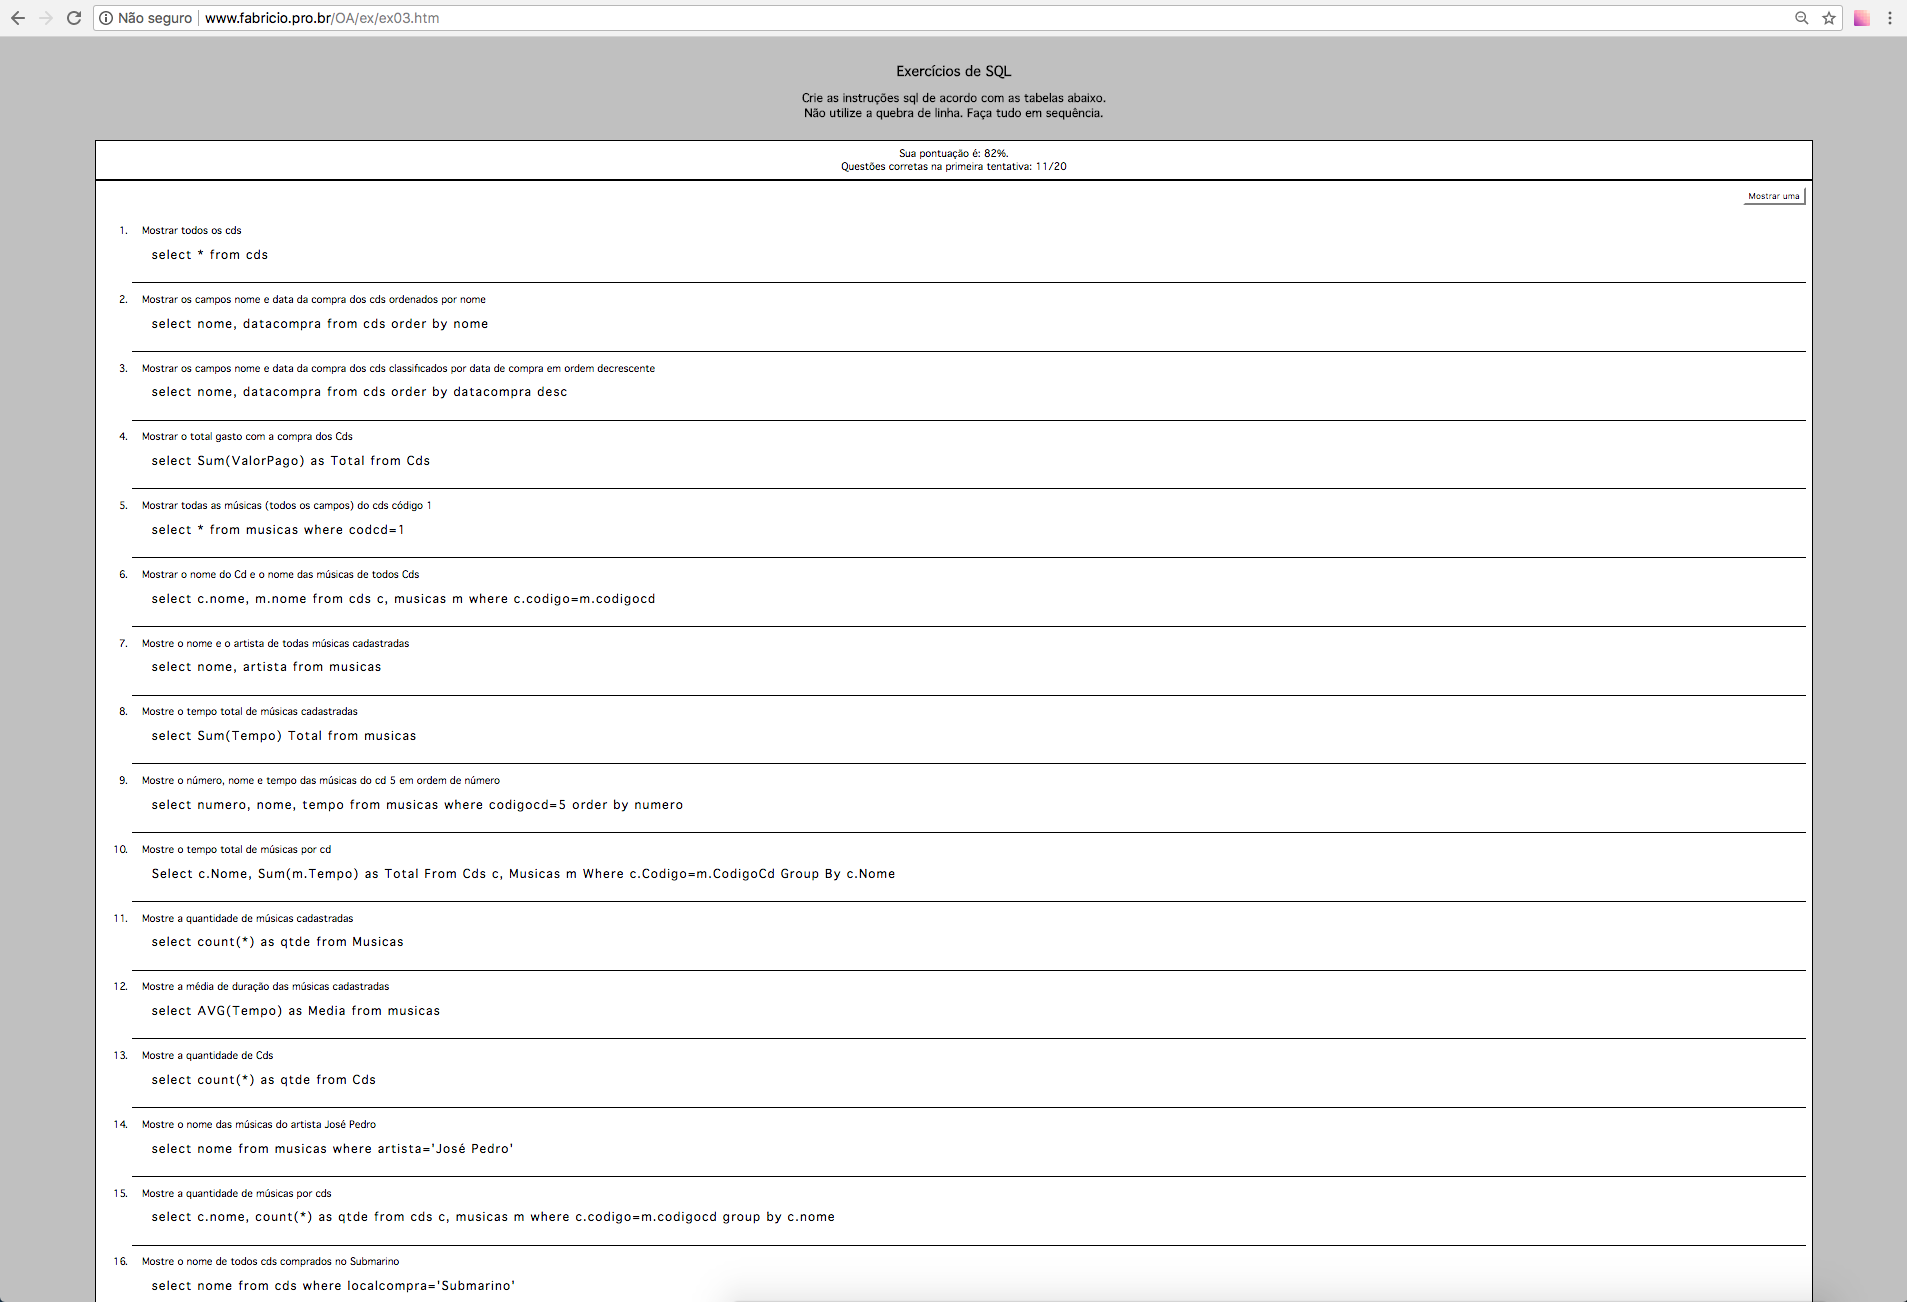 Não seguro www.fabricio.pro.br/OA/ex/ex03.htm
Exercícios de SQL
Crie as instruções sql de acordo com as tabelas abaixo.
Não utilize a quebra de linha. Faça tudo em sequência.
Sua pontuação é: 82%.
Questões corretas na primeira tentativa: 11/20
Mostrar uma
1. Mostrar todos os cds
select * from cds
2. Mostrar os campos nome e data da compra dos cds ordenados por nome
select nome, datacompra from cds order by nome
3. Mostrar os campos nome e data da compra dos cds classificados por data de compra em ordem decrescente
select nome, datacompra from cds order by datacompra desc
4. Mostrar o total gasto com a compra dos Cds
select Sum(ValorPago) as Total from Cds
5. Mostrar todas as músicas (todos os campos) do cds código 1
select * from musicas where codcd=1
6. Mostrar o nome do Cd e o nome das músicas de todos Cds
select c.nome, m.nome from cds c, musicas m where c.codigo=m.codigocd
7. Mostre o nome e o artista de todas músicas cadastradas
select nome, artista from musicas
8. Mostre o tempo total de músicas cadastradas
select Sum(Tempo) Total from musicas
9. Mostre o número, nome e tempo das músicas do cd 5 em ordem de número
select numero, nome, tempo from musicas where codigocd=5 order by numero
10. Mostre o tempo total de músicas por cd
Select c.Nome, Sum(m.Tempo) as Total From Cds c, Musicas m Where c.Codigo=m.CodigoCd Group By c.Nome
11. Mostre a quantidade de músicas cadastradas
select count(*) as qtde from Musicas
12. Mostre a média de duração das músicas cadastradas
select AVG(Tempo) as Media from musicas
13. Mostre a quantidade de Cds
select count(*) as qtde from Cds
14. Mostre o nome das músicas do artista José Pedro
select nome from musicas where artista='José Pedro'
15. Mostre a quantidade de músicas por cds
select c.nome, count(*) as qtde from cds c, musicas m where c.codigo=m.codigocd group by c.nome
16. Mostre o nome de todos cds comprados no Submarino
select nome from cds where localcompra='Submarino'